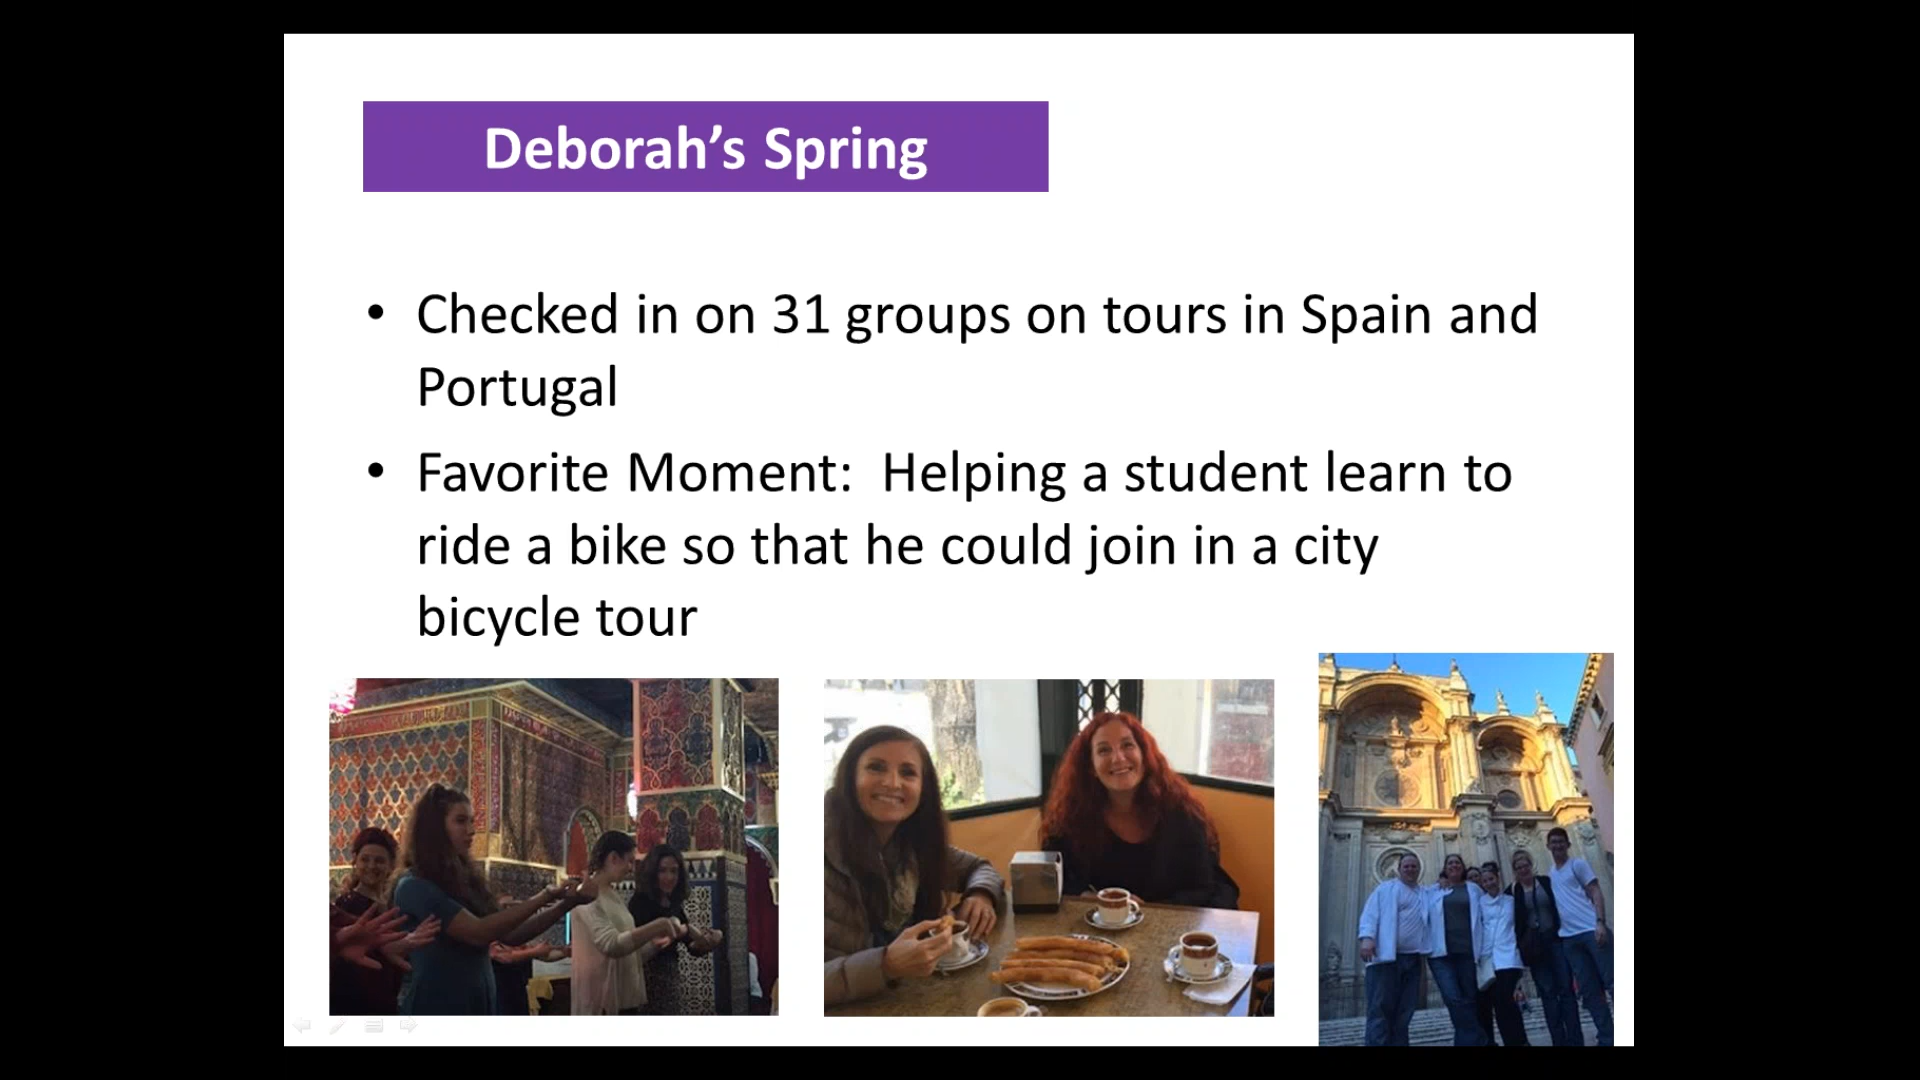 Deborah’s Spring
• Checked in on 31 groups on tours in Spain and
Portugal
• Favorite Moment:  Helping a student learn to
ride a bike so that he could join in a city
bicycle tour